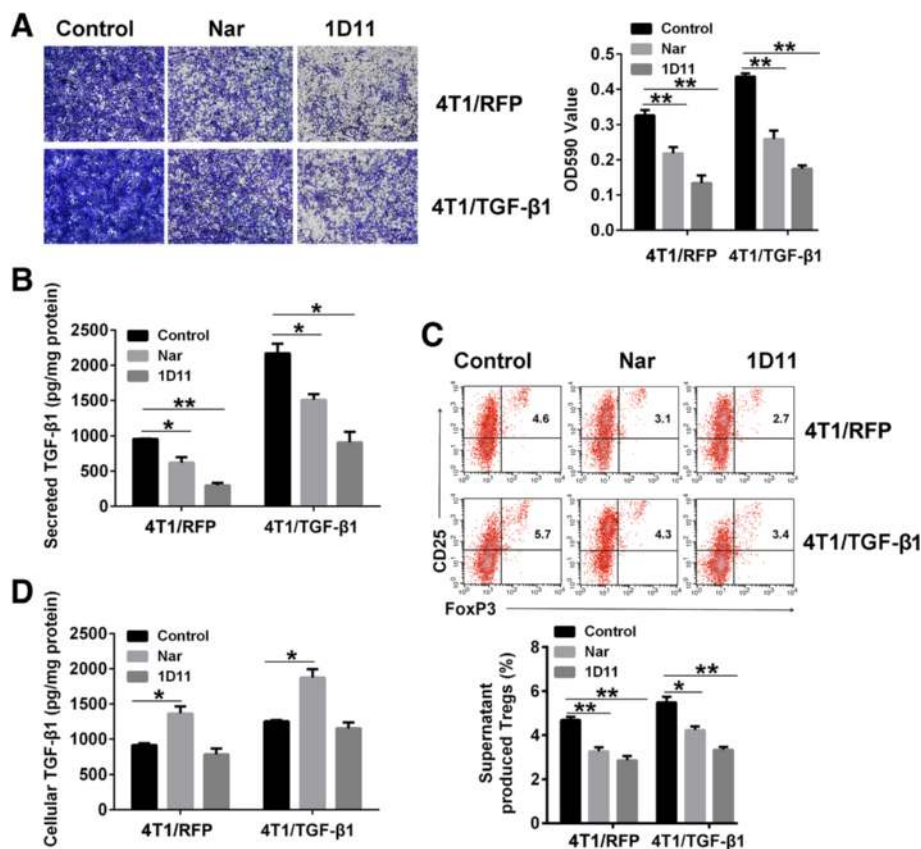 A
Control Nar 1D11
4T1/RFP
4T1/TGF-β1
Control
Nar
1D11
OD590 Value
0.5
0.4
0.3
0.2
0.1
0.0
** ** ** **
4T1/RFP 4T1/TGF-β1
B
Secreted TGF-β1 (pg/mg protein)
2500
2000
1500
1000
500
0
Control
Nar
1D11
* ** * *
4T1/RFP 4T1/TGF-β1
C
Control Nar 1D11
4.6 3.1 2.7
4T1/RFP
5.7 4.3 3.4
4T1/TGF-β1
CD25
FoxP3
Control
Nar
1D11
Supernatant
produced Tregs (%)
8
6
4
2
0
** ** * **
4T1/RFP 4T1/TGF-β1
D
Cellular TGF-β1 (pg/mg protein)
2500
2000
1500
1000
500
0
Control
Nar
1D11
* *
4T1/RFP 4T1/TGF-β1